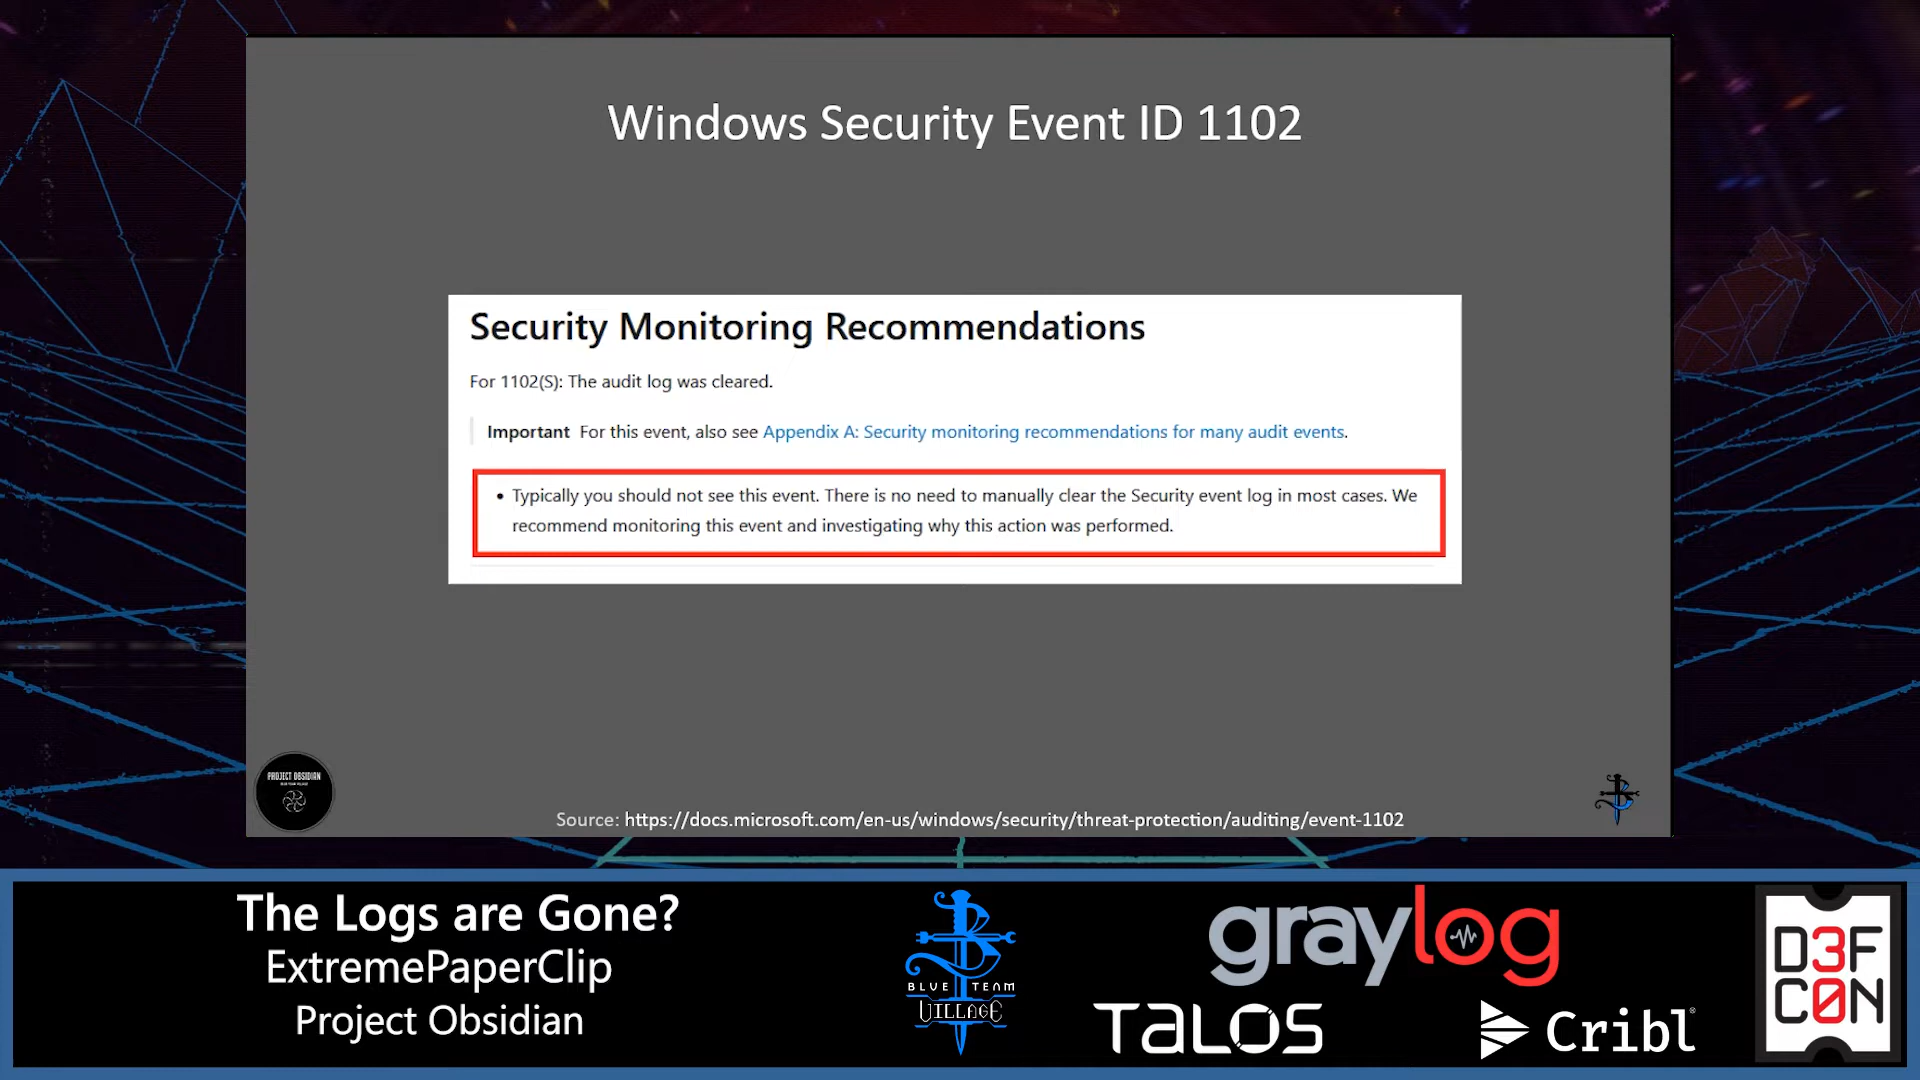 Windows Security Event ID 1102
Security Monitoring Recommendations
For 1102(S): The audit log was cleared.
Important For this event, also see Appendix A: Security monitoring recommendations for many audit events.
• Typically you should not see this event. There is no need to manually clear the Security event log in most cases. We
recommend monitoring this event and investigating why this action was performed.
PROJECT OBSIDIAN
BLUE TEAM VILLAGE
Source: https://docs.microsoft.com/en-us/windows/security/threat-protection/auditing/event-1102
The Logs are Gone?
ExtremePaperClip
Project Obsidian
BLUE TEAM
VILLAGE
graylog
TALOS
Cribl
D3F
C0N